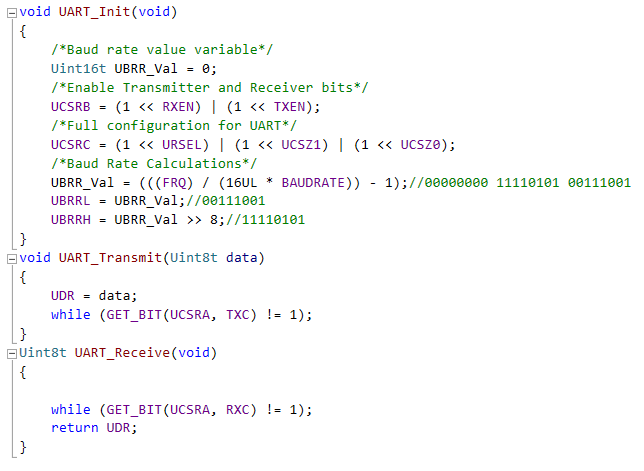 void UART_Init(void)
{
    /*Baud rate value variable*/
    Uint16t UBRR_Val = 0;
    /*Enable Transmitter and Receiver bits*/
    UCSRB = (1 << RXEN) | (1 << TXEN);
    /*Full configuration for UART*/
    UCSRC = (1 << URSEL) | (1 << UCSZ1) | (1 << UCSZ0);
    /*Baud Rate Calculations*/
    UBRR_Val = (((FRQ) / (16UL * BAUDRATE)) - 1);//00000000 11110101 00111001
    UBRRL = UBRR_Val;//00111001
    UBRRH = UBRR_Val >> 8;//11110101
}
void UART_Transmit(Uint8t data)
{
    UDR = data;
    while (GET_BIT(UCSRA, TXC) != 1);
}
Uint8t UART_Receive(void)
{
    while (GET_BIT(UCSRA, RXC) != 1);
    return UDR;
}